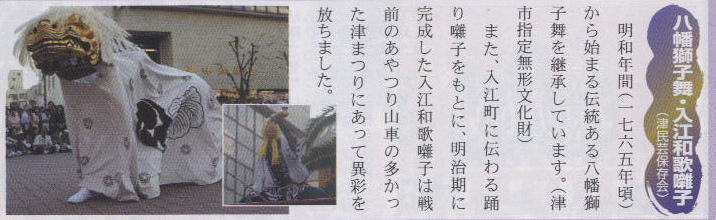 八幡獅子舞・入江和歌囃子
(津民芸保存会)
明和年間(一七六五年頃)
から始まる伝統ある八幡獅
子舞を継承しています。(津
市指定無形文化財)
また、入江町に伝わる踊
り囃子をもとに、明治期に
完成した入江和歌囃子は戦
前のあやつり山車の多かっ
た津まつりにあって異彩を
放ちました。